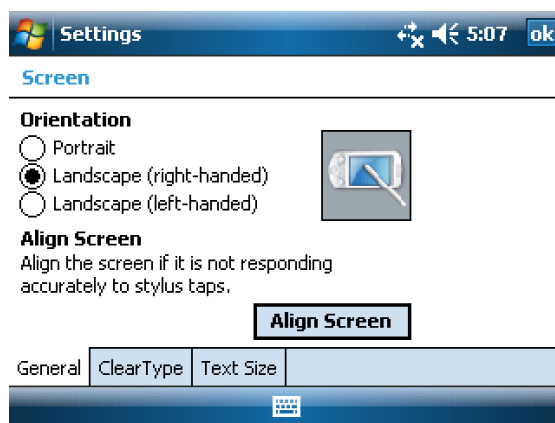 Settings 5:07 ok
Screen
Orientation
Portrait
Landscape (right-handed)
Landscape (left-handed)
Align Screen
Align the screen if it is not responding
accurately to stylus taps.
Align Screen
General ClearType Text Size